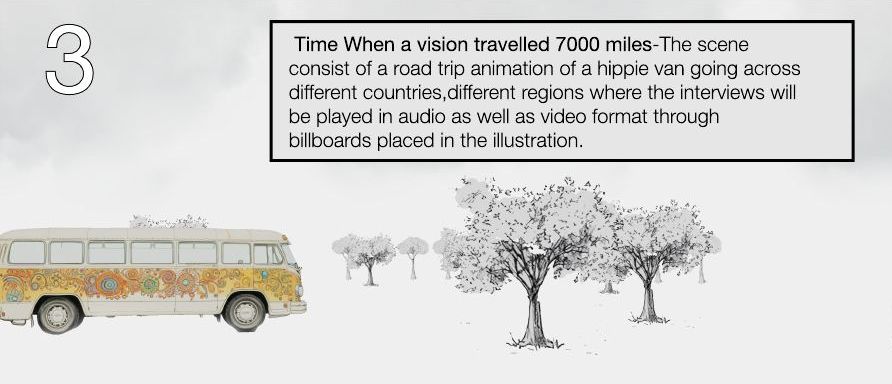 3
Time When a vision travelled 7000 miles-The scene
consist of a road trip animation of a hippie van going across
different countries,different regions where the interviews will
be played in audio as well as video format through
billboards placed in the illustration.